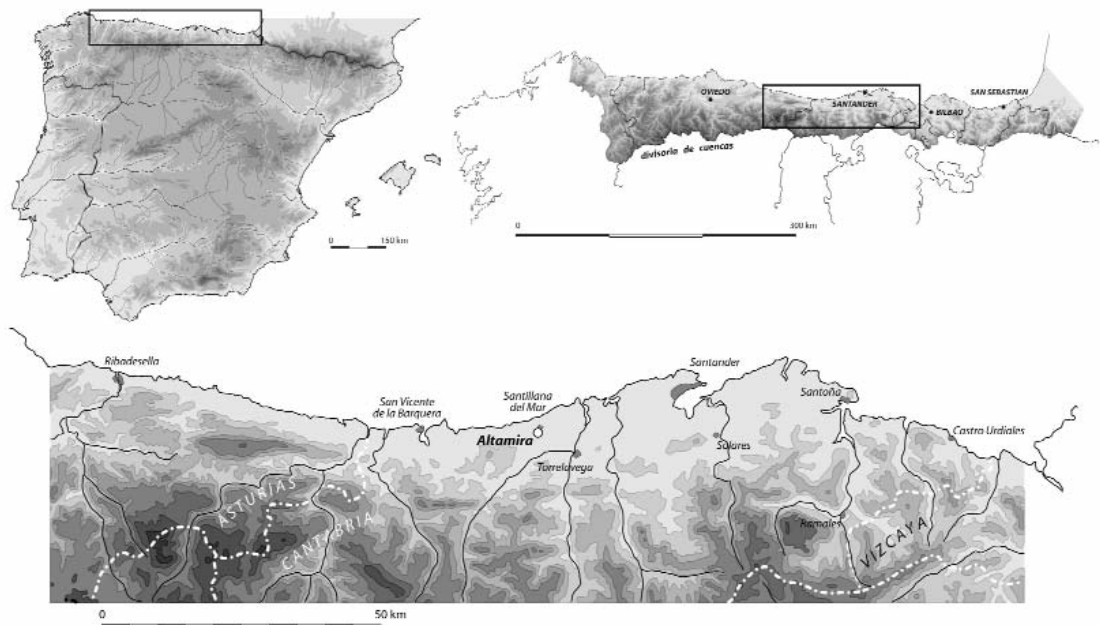 0 150 km
OVIEDO
SANTANDER
BILBAO
SAN SEBASTIAN
divisoria de cuencas
0 300 km
Ribadesella
San Vicente
de la Barquera
Santillana
del Mar
Altamira
Torrelavega
Santander
Solares
Santoña
Castro Urdiales
Ramales
ASTURIAS
CANTABRIA
VIZCAYA
0 50 km